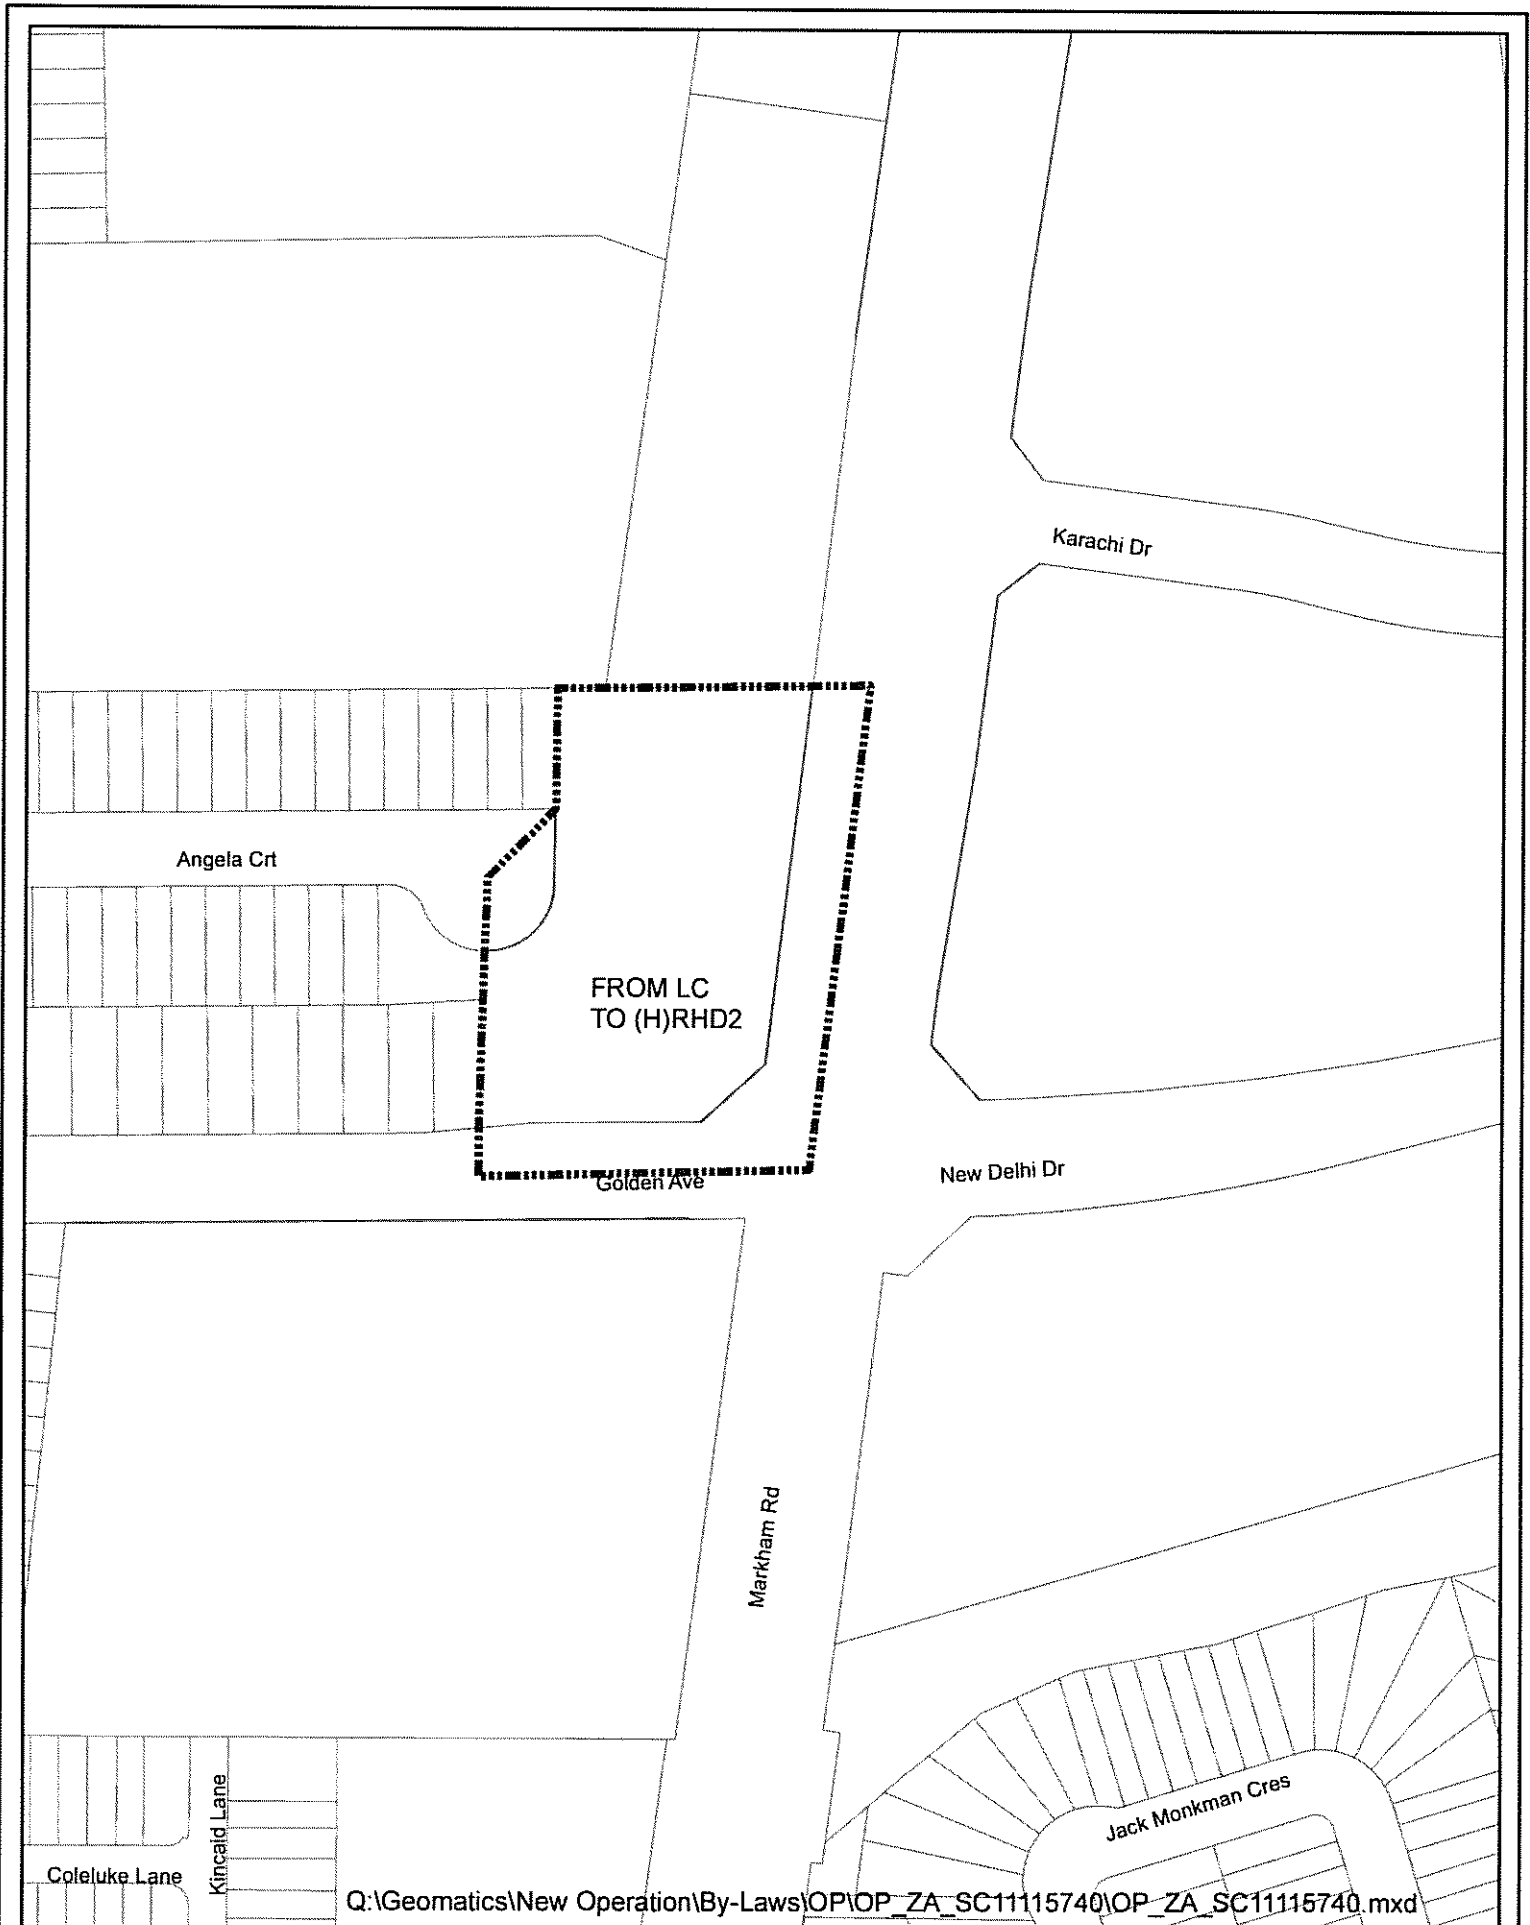 Karachi Dr
Angela Crt
FROM LC
TO (H)RHD2
New Delhi Dr
Golden Ave
Markham Rd
Jack Monkman Cres
Kincaid Lane
Coleluke Lane
Q:\Geomatics\New Operation\By-Laws\OP\OP_ZA_SC11115740\OP_ZA_SC11115740.mxd